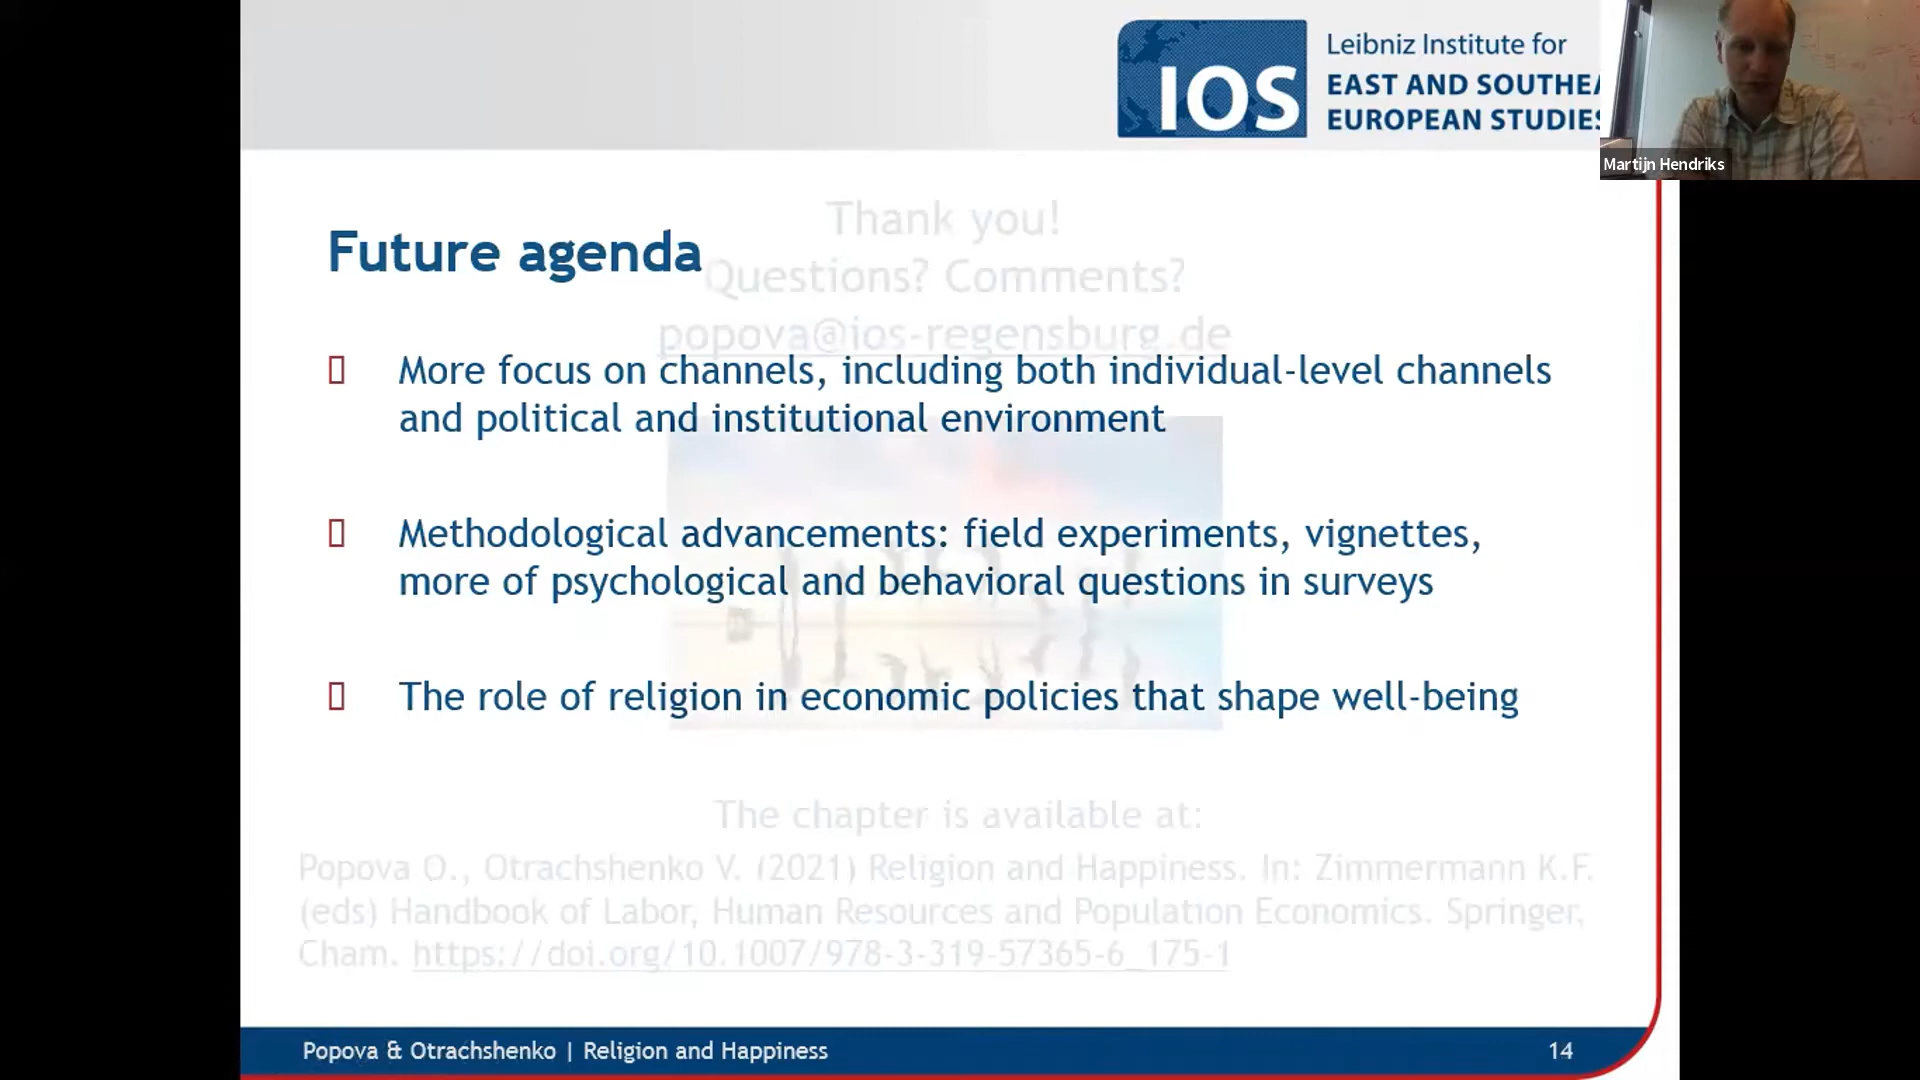 IOS
Leibniz Institute for
EAST AND SOUTHEA
EUROPEAN STUDIES
Martijn Hendriks
Thank you!
Future agenda
Questions? Comments?
popova@ios-regensburg.de
More focus on channels, including both individual-level channels
and political and institutional environment
Methodological advancements: field experiments, vignettes,
more of psychological and behavioral questions in surveys
The role of religion in economic policies that shape well-being
The chapter is available at:
Popova O., Otrachshenko V. (2021) Religion and Happiness. In: Zimmermann K.F.
(eds) Handbook of Labor, Human Resources and Population Economics. Springer,
Cham. https://doi.org/10.1007/978-3-319-57365-6_175-1
Popova & Otrachshenko | Religion and Happiness
14